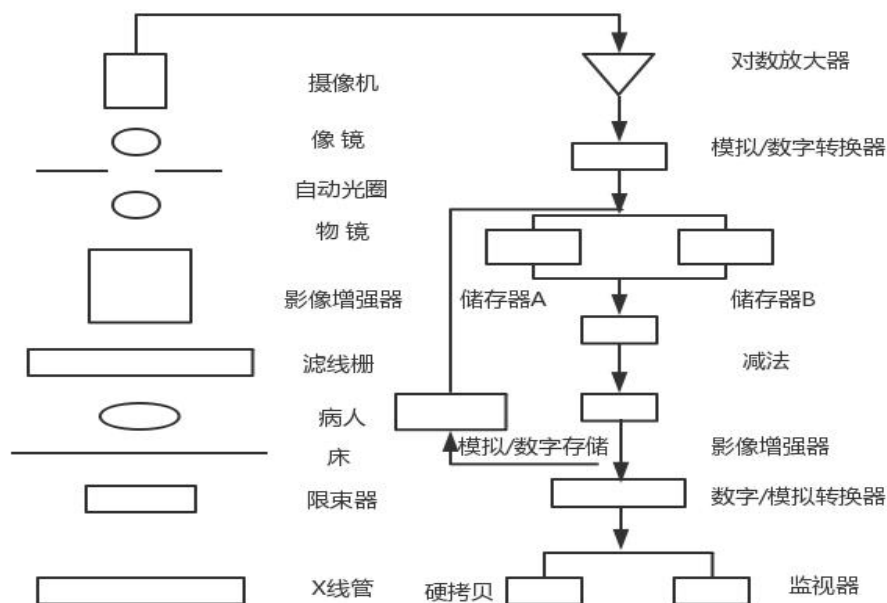 对数放大器
摄像机
像 镜
模拟/数字转换器
自动光圈
物 镜
影像增强器
储存器A
储存器B
滤线栅
减法
病人
模拟/数字存储
影像增强器
床
限束器
数字/模拟转换器
X线管
硬拷贝
监视器